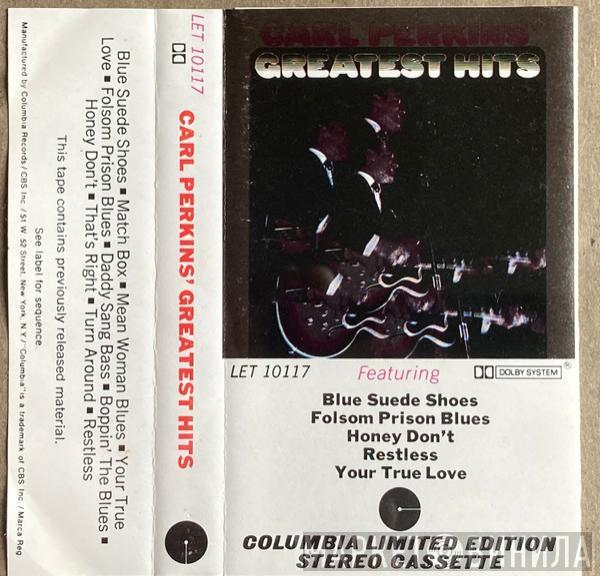 CARL PERKINS'
GREATEST HITS
LET 10117 Featuring DOLBY SYSTEM ®
Blue Suede Shoes
Folsom Prison Blues
Honey Don't
Restless
Your True Love
COLUMBIA LIMITED EDITION
STEREO CASSETTE
LET 10117
CARL PERKINS' GREATEST HITS
Blue Suede Shoes ■ Match Box ■ Mean Woman Blues ■ Your True
Love ■ Folsom Prison Blues ■ Daddy Sang Bass ■ Boppin' The Blues ■
Honey Don't ■ That's Right ■ Turn Around ■ Restless
This tape contains previously released material.
See label for sequence.
Manufactured by Columbia Records / CBS Inc. / 51 W. 52 Street, New York, N.Y. / "Columbia" is a trademark of CBS Inc. / Marca Reg.
ВИНИЛА